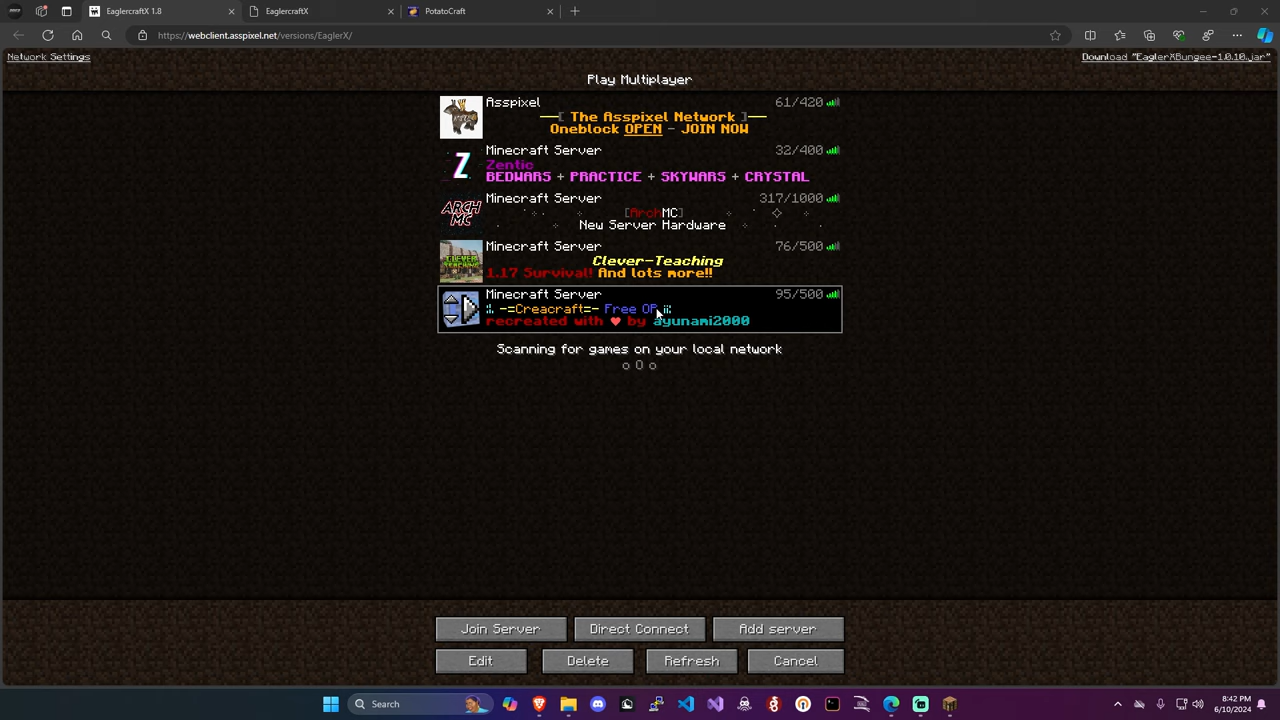 EaglercraftX 1.8
EaglercraftX
PotatoCraft
https://webclient.asspixel.net/versions/EaglerX/
Network Settings
Download "EaglerXBungee-1.0.10.jar"
Play Multiplayer
Asspixel 61/420
[ The Asspixel Network ]
Oneblock OPEN - JOIN NOW
Minecraft Server 32/400
Z
Zentic
BEDWARS + PRACTICE + SKYWARS + CRYSTAL
Minecraft Server 317/1000
ARCH MC
[ArchMC]
New Server Hardware
Minecraft Server 76/500
CLEVER TEACHING
Clever-Teaching
1.17 Survival! And lots more!!
Minecraft Server 95/500
-=Creacraft=- Free OP
recreated with ❤ by ayunami2000
Scanning for games on your local network
o O o
Join Server
Direct Connect
Add server
Edit
Delete
Refresh
Cancel
Search
8:42 PM
6/10/2024